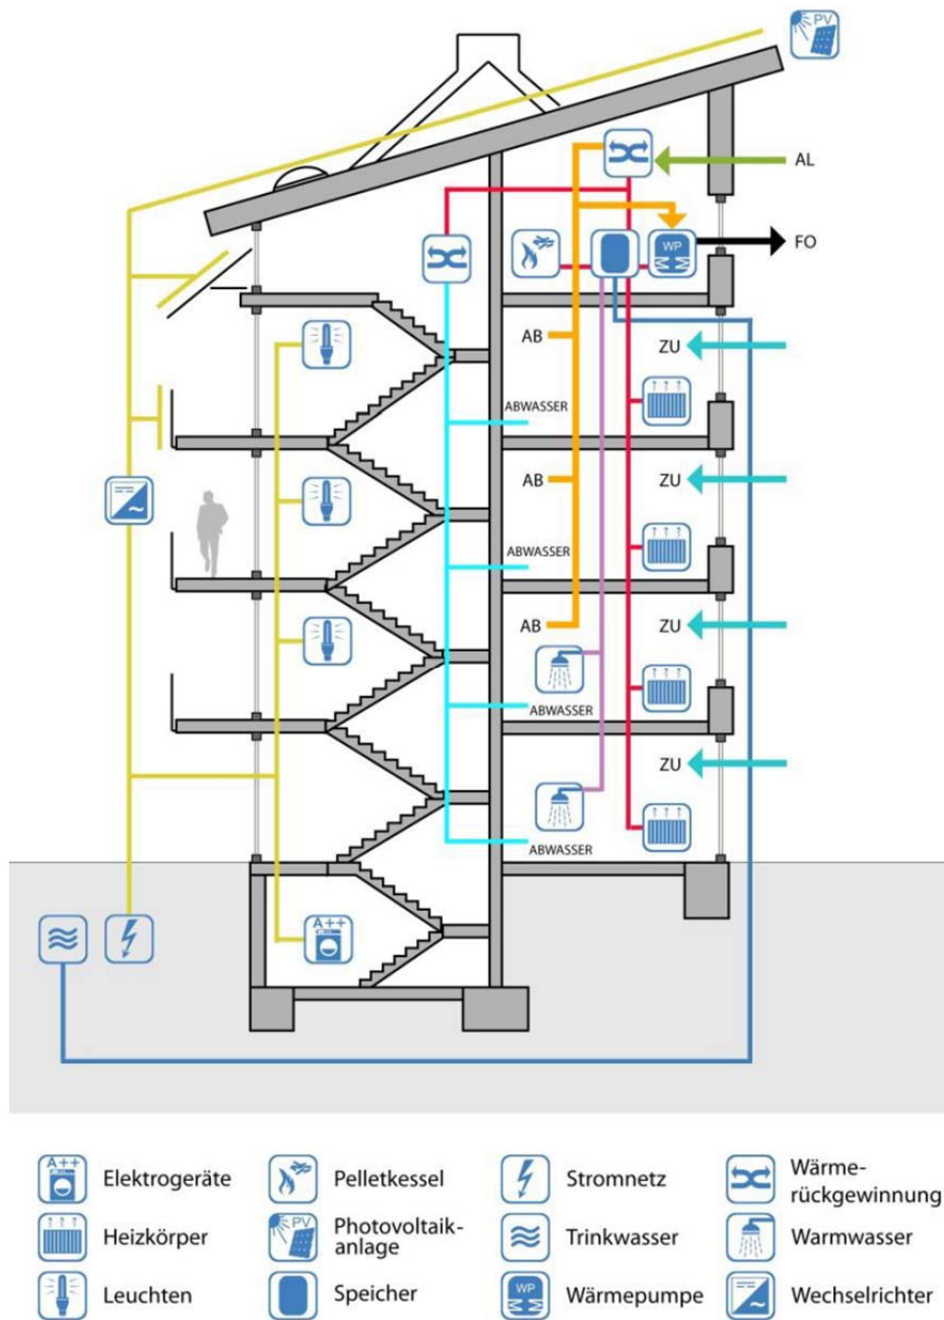 PV
AL
WP
FO
AB
ZU
ABWASSER
AB
ZU
ABWASSER
AB
ZU
ABWASSER
ZU
ABWASSER
A++
A++ Elektrogeräte
Pelletkessel
Stromnetz
Wärme-
rückgewinnung
Heizkörper
PV Photovoltaik-
anlage
Trinkwasser
Warmwasser
Leuchten
Speicher
WP Wärmepumpe
Wechselrichter